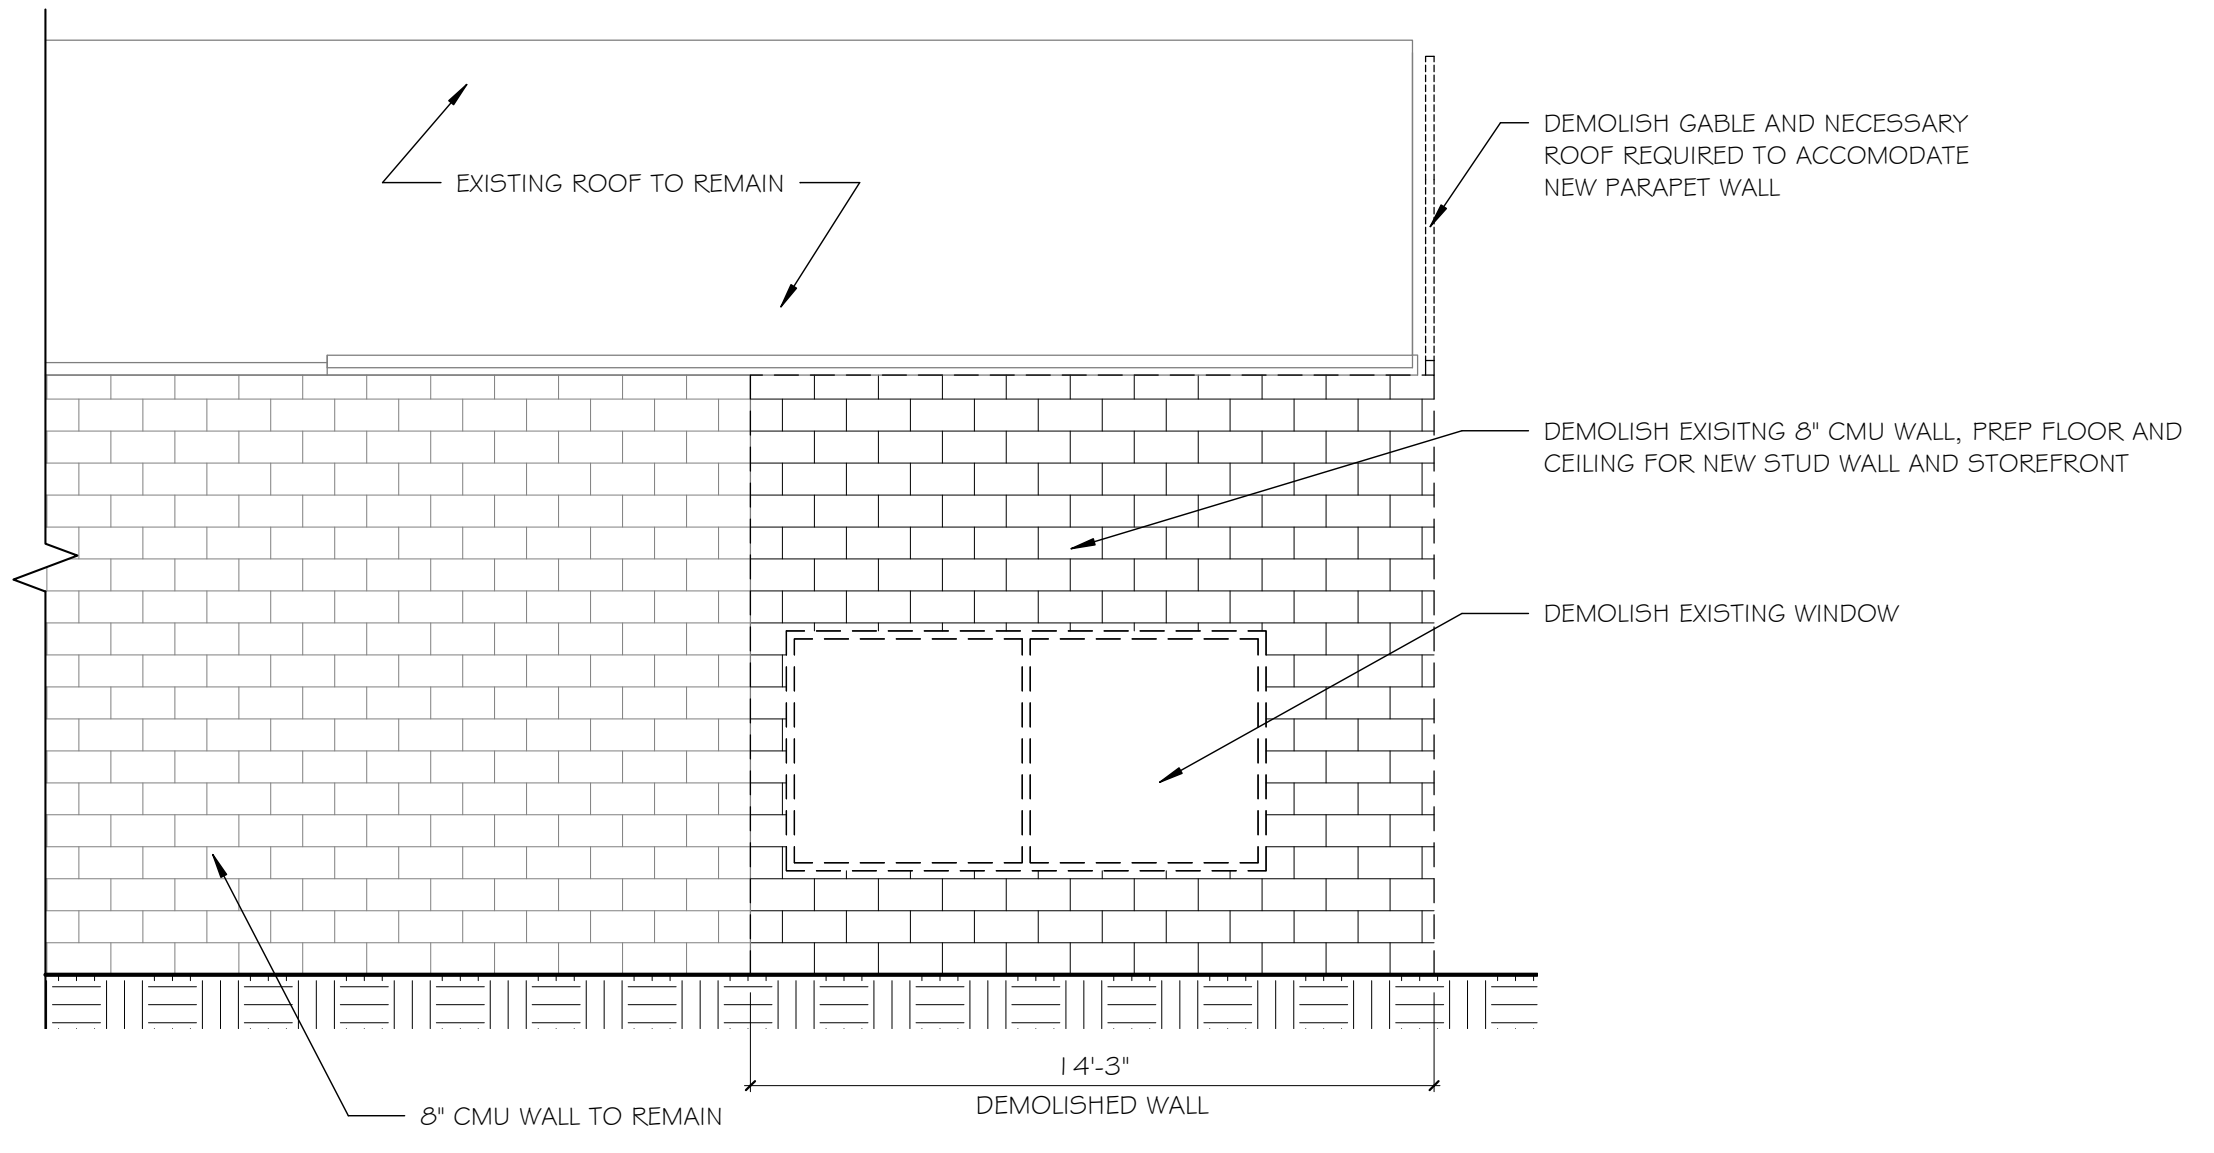 DEMOLISH GABLE AND NECESSARY
ROOF REQUIRED TO ACCOMODATE
NEW PARAPET WALL
EXISTING ROOF TO REMAIN
DEMOLISH EXISITNG 8" CMU WALL, PREP FLOOR AND
CEILING FOR NEW STUD WALL AND STOREFRONT
DEMOLISH EXISTING WINDOW
14'-3"
DEMOLISHED WALL
8" CMU WALL TO REMAIN